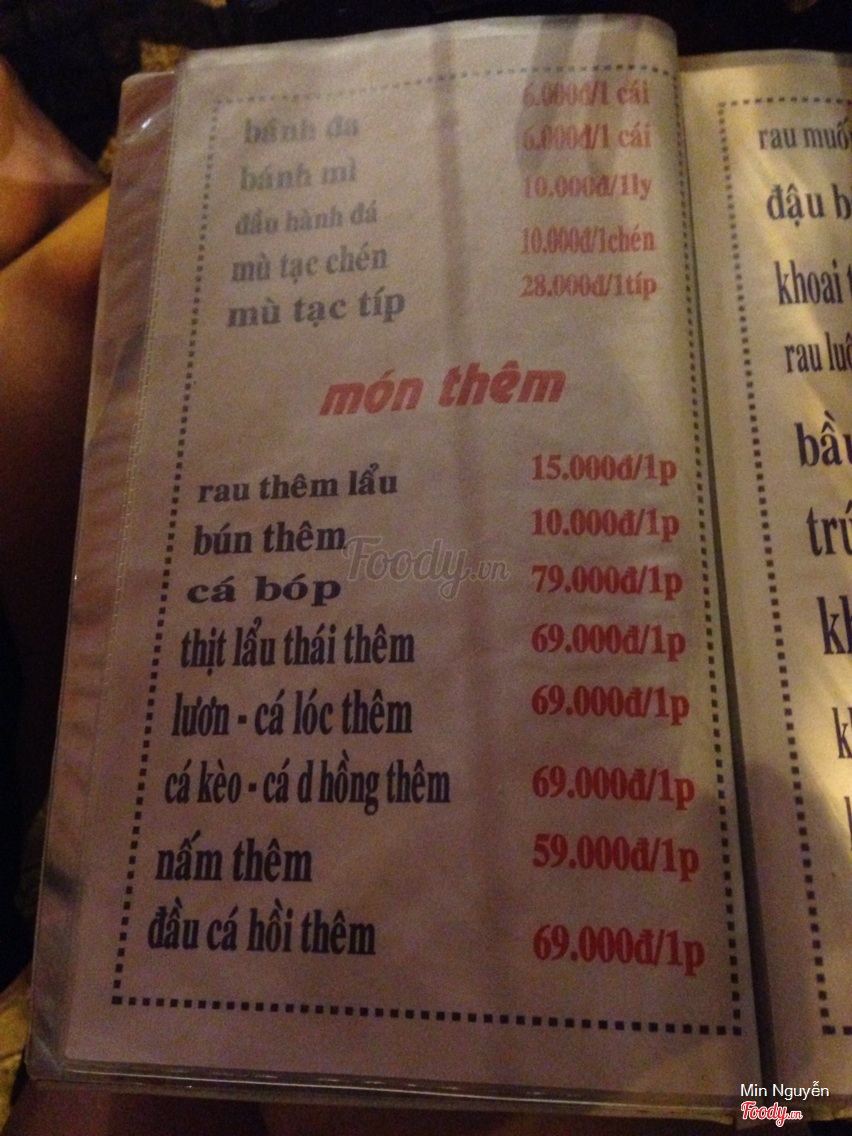 bánh đa 6.000đ/1 cái
bánh mì 6.000đ/1 cái
đầu hành đá 10.000đ/1ly
mù tạc chén 10.000đ/1chén
mù tạc típ 28.000đ/1típ
món thêm
rau thêm lẩu 15.000đ/1p
bún thêm 10.000đ/1p
cá bóp 79.000đ/1p
thịt lẩu thái thêm 69.000đ/1p
lươn - cá lóc thêm 69.000đ/1p
cá kèo - cá d hồng thêm 69.000đ/1p
nấm thêm 59.000đ/1p
đầu cá hồi thêm 69.000đ/1p
rau
đậu
khoai
rau
Foody.vn
Min Nguyễn
Foody.vn